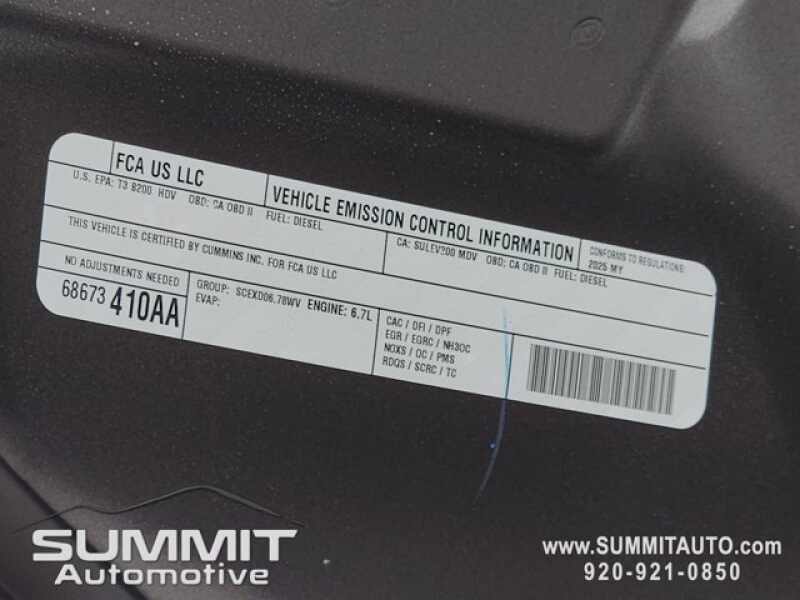 FCA US LLC
VEHICLE EMISSION CONTROL INFORMATION
CONFORMS TO REGULATIONS:
2025 MY
U.S. EPA: T3 B200 HDV OBD: CA OBD II FUEL: DIESEL
CA: SULEV200 MDV OBD: CA OBD II FUEL: DIESEL
THIS VEHICLE IS CERTIFIED BY CUMMINS INC. FOR FCA US LLC
NO ADJUSTMENTS NEEDED
68673 410AA
GROUP: SCEXD06.78WV ENGINE: 6.7L
EVAP:
CAC / DFI / DPF
EGR / EGRC / NH3OC
NOXS / OC / PMS
RDQS / SCRC / TC
SUMMIT
Automotive
www.SUMMITAUTO.com
920-921-0850